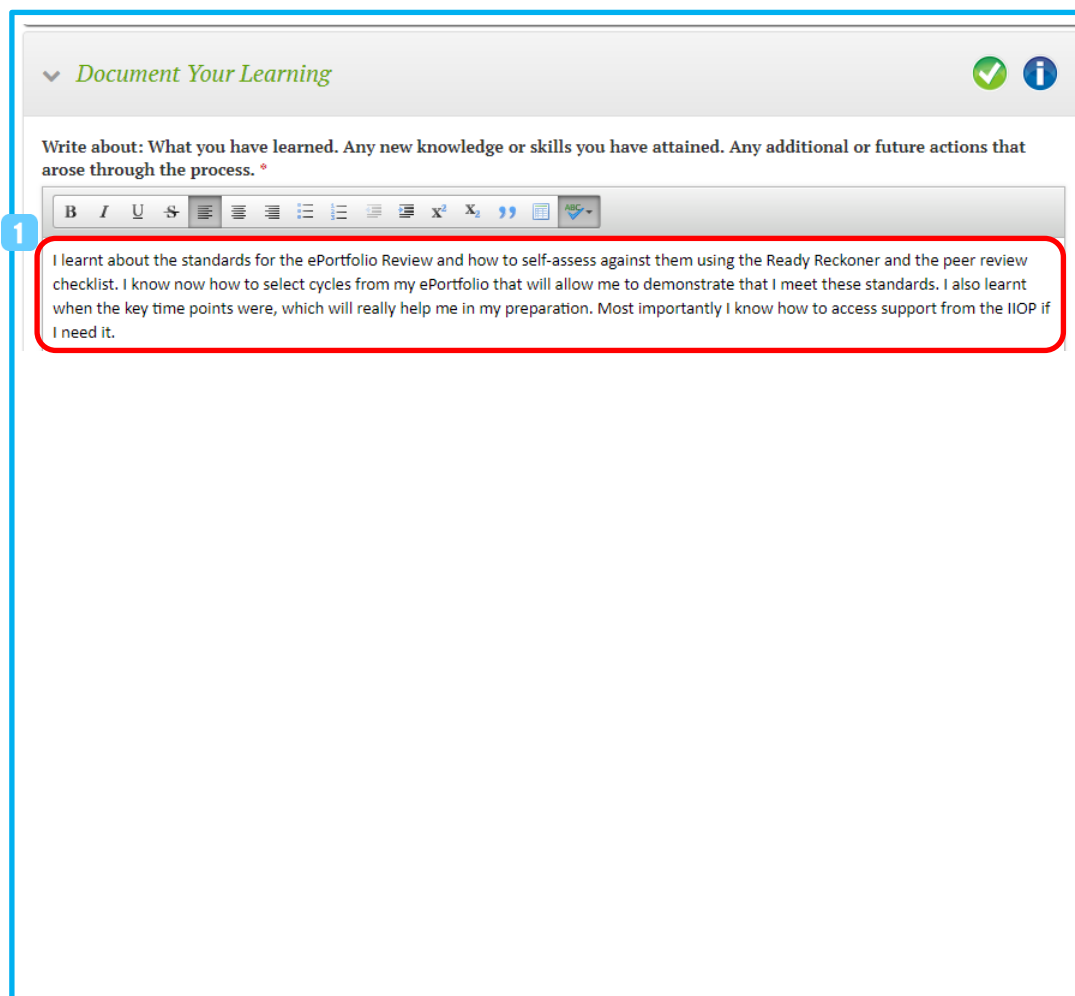 Document Your Learning
Write about: What you have learned. Any new knowledge or skills you have attained. Any additional or future actions that
arose through the process. *
B I U S x² X₂ ABC
1
I learnt about the standards for the ePortfolio Review and how to self-assess against them using the Ready Reckoner and the peer review
checklist. I know now how to select cycles from my ePortfolio that will allow me to demonstrate that I meet these standards. I also learnt
when the key time points were, which will really help me in my preparation. Most importantly I know how to access support from the IIOP if
I need it.